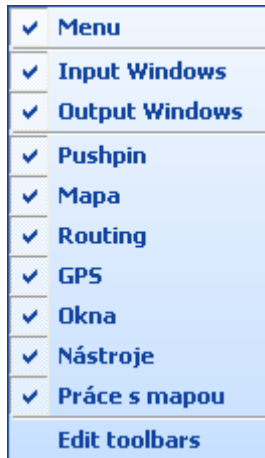 Menu
Input Windows
Output Windows
Pushpin
Mapa
Routing
GPS
Okna
Nástroje
Práce s mapou
Edit toolbars